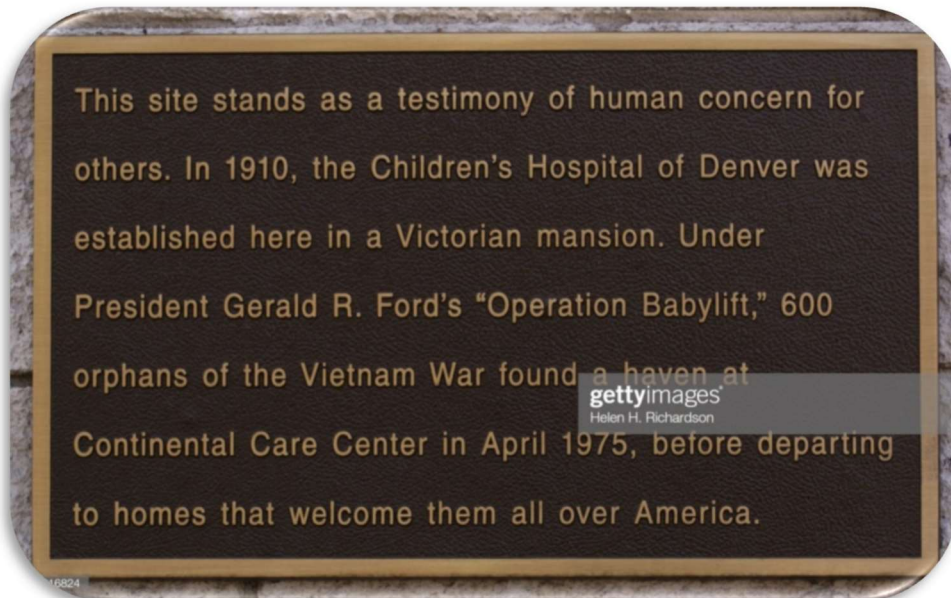 This site stands as a testimony of human concern for
others. In 1910, the Children's Hospital of Denver was
established here in a Victorian mansion. Under
President Gerald R. Ford's “Operation Babylift,” 600
orphans of the Vietnam War found a haven at
gettyimages®
Helen H. Richardson
Continental Care Center in April 1975, before departing
to homes that welcome them all over America.
16824